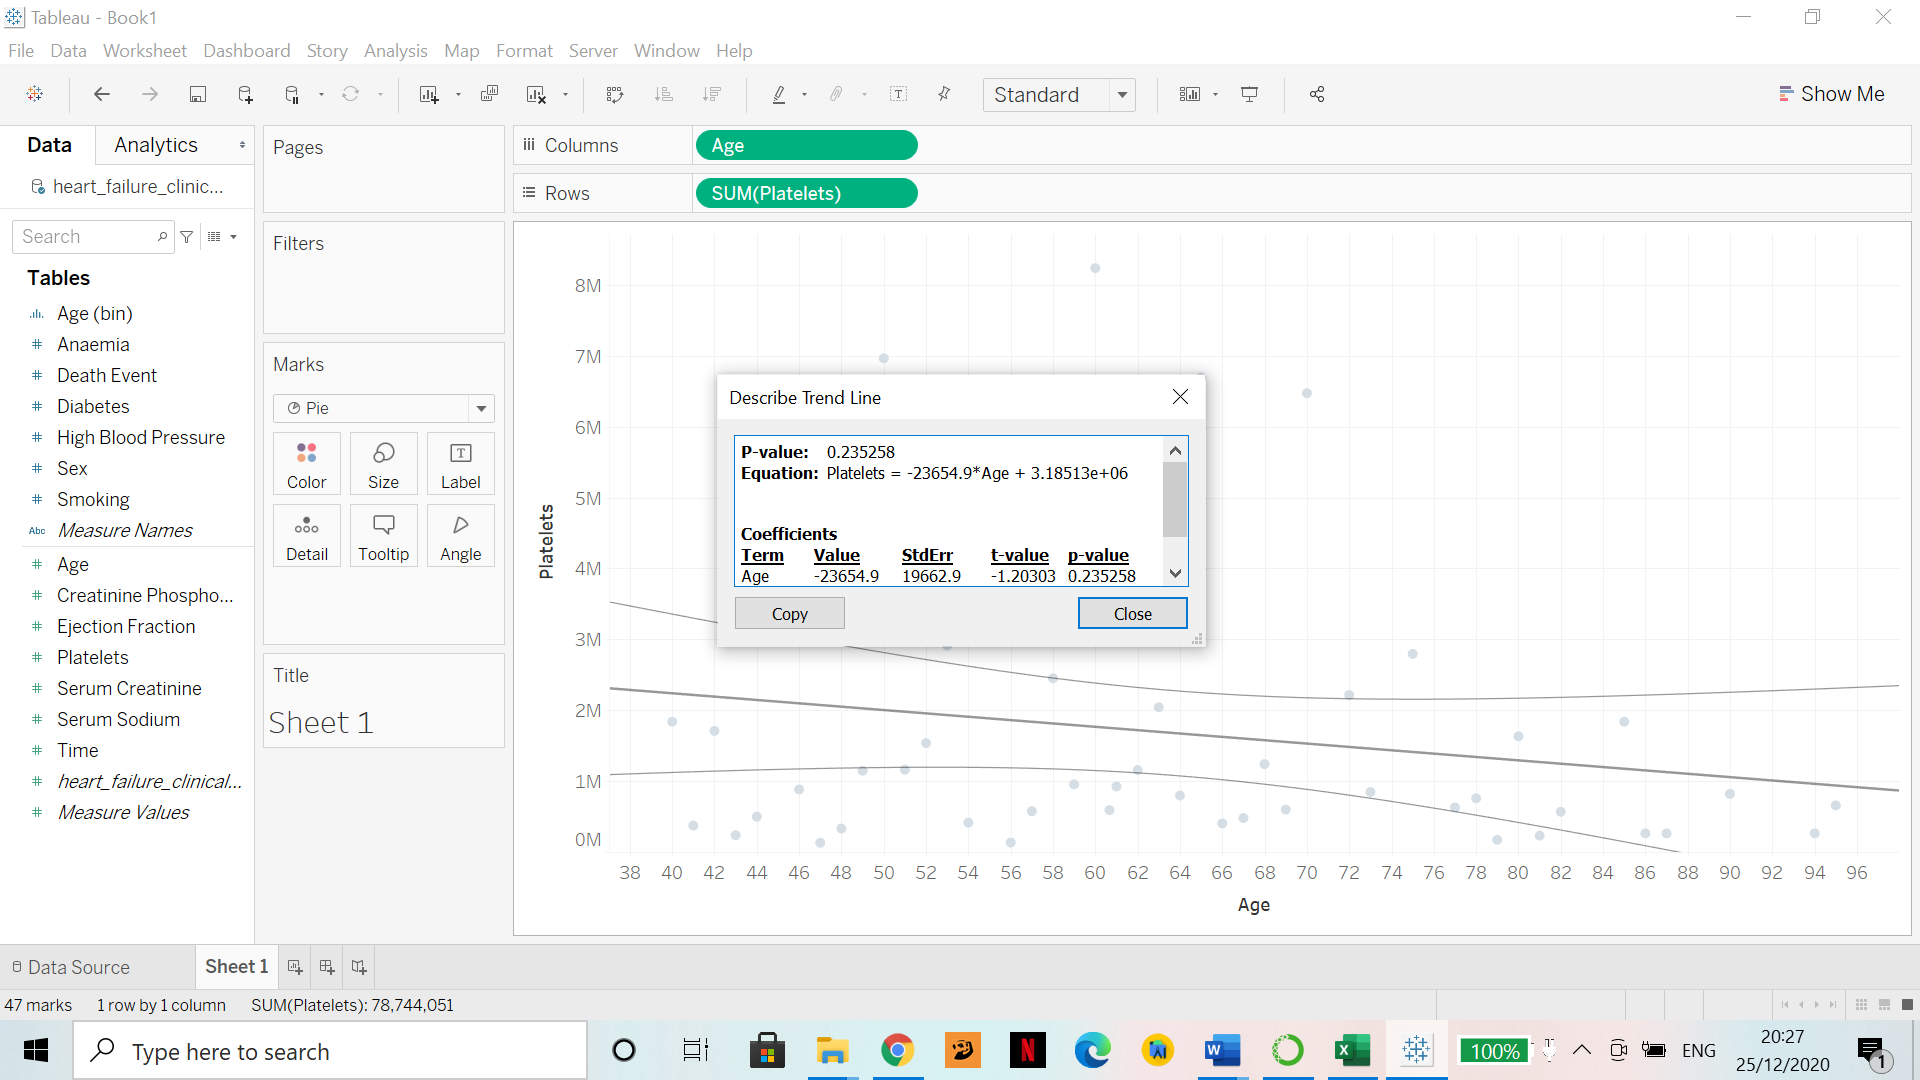 Tableau - Book1
File Data Worksheet Dashboard Story Analysis Map Format Server Window Help
Standard
Show Me
Data Analytics
heart_failure_clinic...
Search
Tables
Age (bin)
Anaemia
Death Event
Diabetes
High Blood Pressure
Sex
Smoking
Abc Measure Names
Age
Creatinine Phospho...
Ejection Fraction
Platelets
Serum Creatinine
Serum Sodium
Time
heart_failure_clinical...
Measure Values
Pages
Filters
Marks
Pie
Color Size Label
Detail Tooltip Angle
Title
Sheet 1
Columns Age
Rows SUM(Platelets)
8M
7M
6M
5M
4M
3M
2M
1M
0M
Platelets
38 40 42 44 46 48 50 52 54 56 58 60 62 64 66 68 70 72 74 76 78 80 82 84 86 88 90 92 94 96
Age
Describe Trend Line
P-value: 0.235258
Equation: Platelets = -23654.9*Age + 3.18513e+06
Coefficients
Term Value StdErr t-value p-value
Age -23654.9 19662.9 -1.20303 0.235258
Copy Close
Data Source Sheet 1
47 marks 1 row by 1 column SUM(Platelets): 78,744,051
Type here to search
100%
ENG
20:27
25/12/2020
1